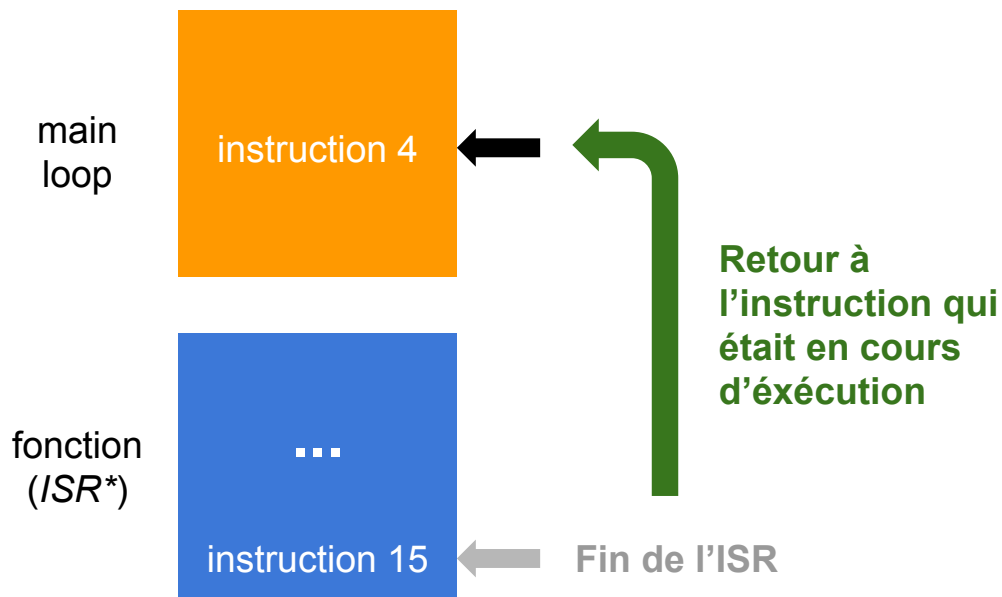 main
loop
instruction 4
Retour à
l’instruction qui
était en cours
d’éxécution
fonction
(ISR*)
...
instruction 15
Fin de l’ISR